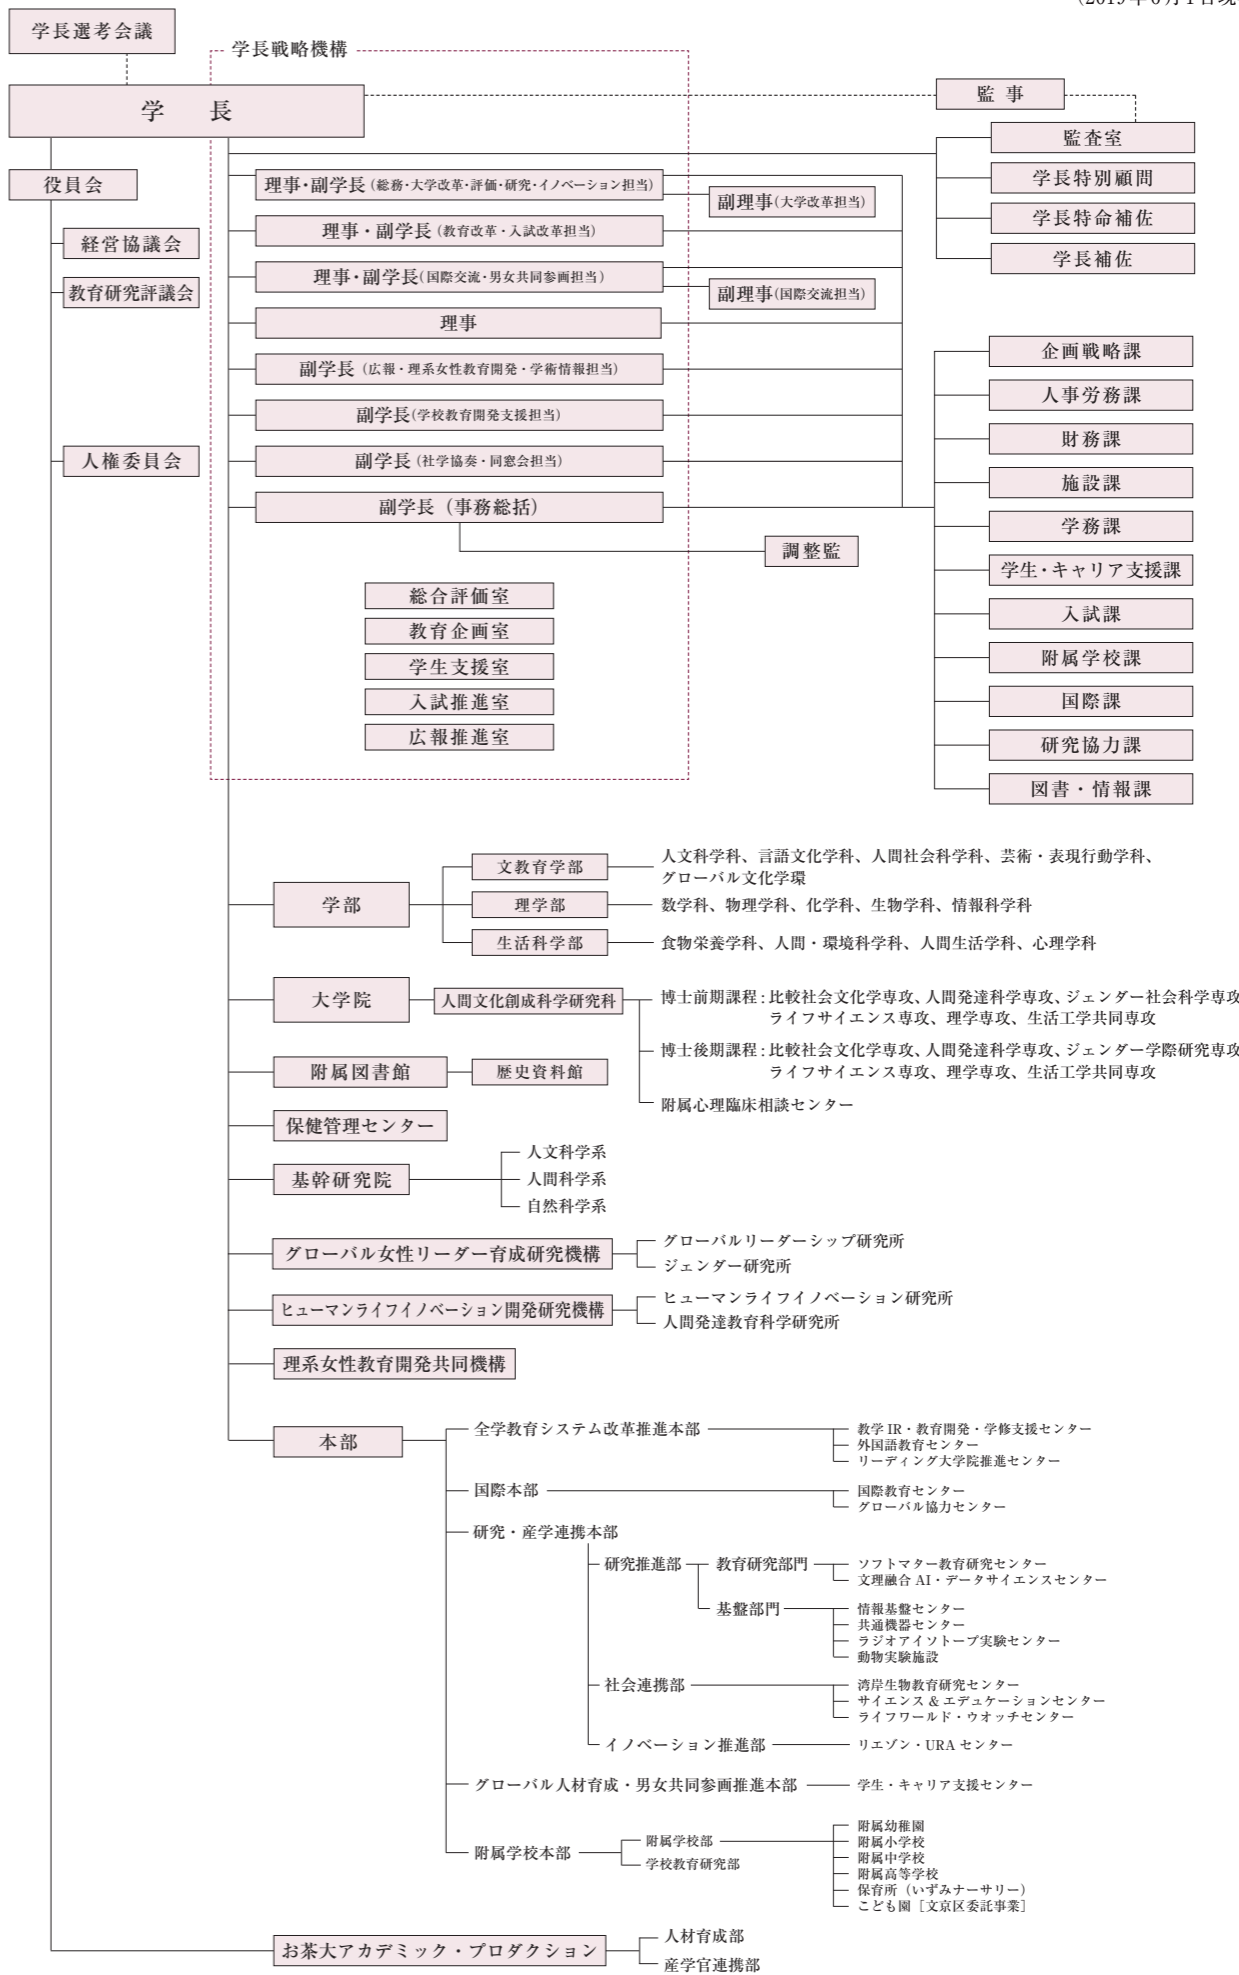 (2019年6月1日現
学長選考会議
学長戦略機構
学　長
監 事
監査室
学長特別顧問
学長特命補佐
学長補佐
役員会
経営協議会
教育研究評議会
人権委員会
理事・副学長(総務・大学改革・評価・研究・イノベーション担当)
副理事(大学改革担当)
理事・副学長(教育改革・入試改革担当)
理事・副学長(国際交流・男女共同参画担当)
副理事(国際交流担当)
理事
副学長(広報・理系女性教育開発・学術情報担当)
副学長(学校教育開発支援担当)
副学長(社学協奏・同窓会担当)
副学長（事務総括）
調整監
企画戦略課
人事労務課
財務課
施設課
学務課
学生・キャリア支援課
入試課
附属学校課
国際課
研究協力課
図書・情報課
総合評価室
教育企画室
学生支援室
入試推進室
広報推進室
学部
文教育学部
人文科学科、言語文化学科、人間社会科学科、芸術・表現行動学科、
グローバル文化学環
理学部
数学科、物理学科、化学科、生物学科、情報科学科
生活科学部
食物栄養学科、人間・環境科学科、人間生活学科、心理学科
大学院
人間文化創成科学研究科
博士前期課程：比較社会文化学専攻、人間発達科学専攻、ジェンダー社会科学専攻
ライフサイエンス専攻、理学専攻、生活工学共同専攻
博士後期課程：比較社会文化学専攻、人間発達科学専攻、ジェンダー学際研究専攻
ライフサイエンス専攻、理学専攻、生活工学共同専攻
附属心理臨床相談センター
附属図書館
歴史資料館
保健管理センター
基幹研究院
人文科学系
人間科学系
自然科学系
グローバル女性リーダー育成研究機構
グローバルリーダーシップ研究所
ジェンダー研究所
ヒューマンライフイノベーション開発研究機構
ヒューマンライフイノベーション研究所
人間発達教育科学研究所
理系女性教育開発共同機構
本部
全学教育システム改革推進本部
教学IR・教育開発・学修支援センター
外国語教育センター
リーディング大学院推進センター
国際本部
国際教育センター
グローバル協力センター
研究・産学連携本部
研究推進部
教育研究部門
ソフトマター教育研究センター
文理融合AI・データサイエンスセンター
基盤部門
情報基盤センター
共通機器センター
ラジオアイソトープ実験センター
動物実験施設
社会連携部
湾岸生物教育研究センター
サイエンス＆エデュケーションセンター
ライフワールド・ウオッチセンター
イノベーション推進部
リエゾン・URAセンター
グローバル人材育成・男女共同参画推進本部
学生・キャリア支援センター
附属学校本部
附属学校部
学校教育研究部
附属幼稚園
附属小学校
附属中学校
附属高等学校
保育所（いずみナーサリー）
こども園［文京区委託事業］
お茶大アカデミック・プロダクション
人材育成部
産学官連携部